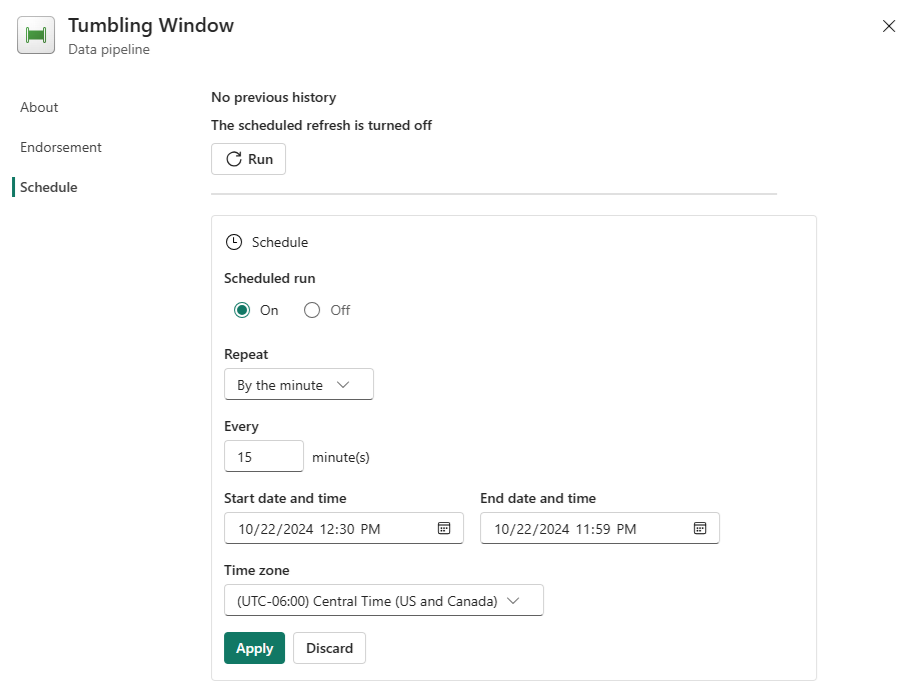 Tumbling Window
Data pipeline
About
Endorsement
Schedule
No previous history
The scheduled refresh is turned off
Run
Schedule
Scheduled run
On Off
Repeat
By the minute
Every
15 minute(s)
Start date and time End date and time
10/22/2024 12:30 PM 10/22/2024 11:59 PM
Time zone
(UTC-06:00) Central Time (US and Canada)
Apply Discard